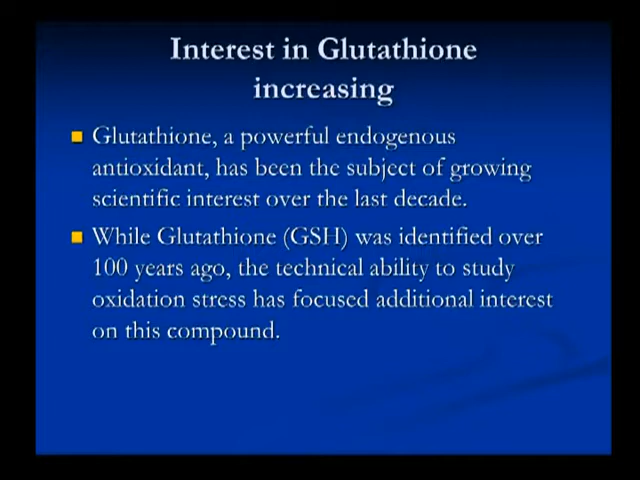 Interest in Glutathione
increasing
Glutathione, a powerful endogenous
antioxidant, has been the subject of growing
scientific interest over the last decade.
While Glutathione (GSH) was identified over
100 years ago, the technical ability to study
oxidation stress has focused additional interest
on this compound.